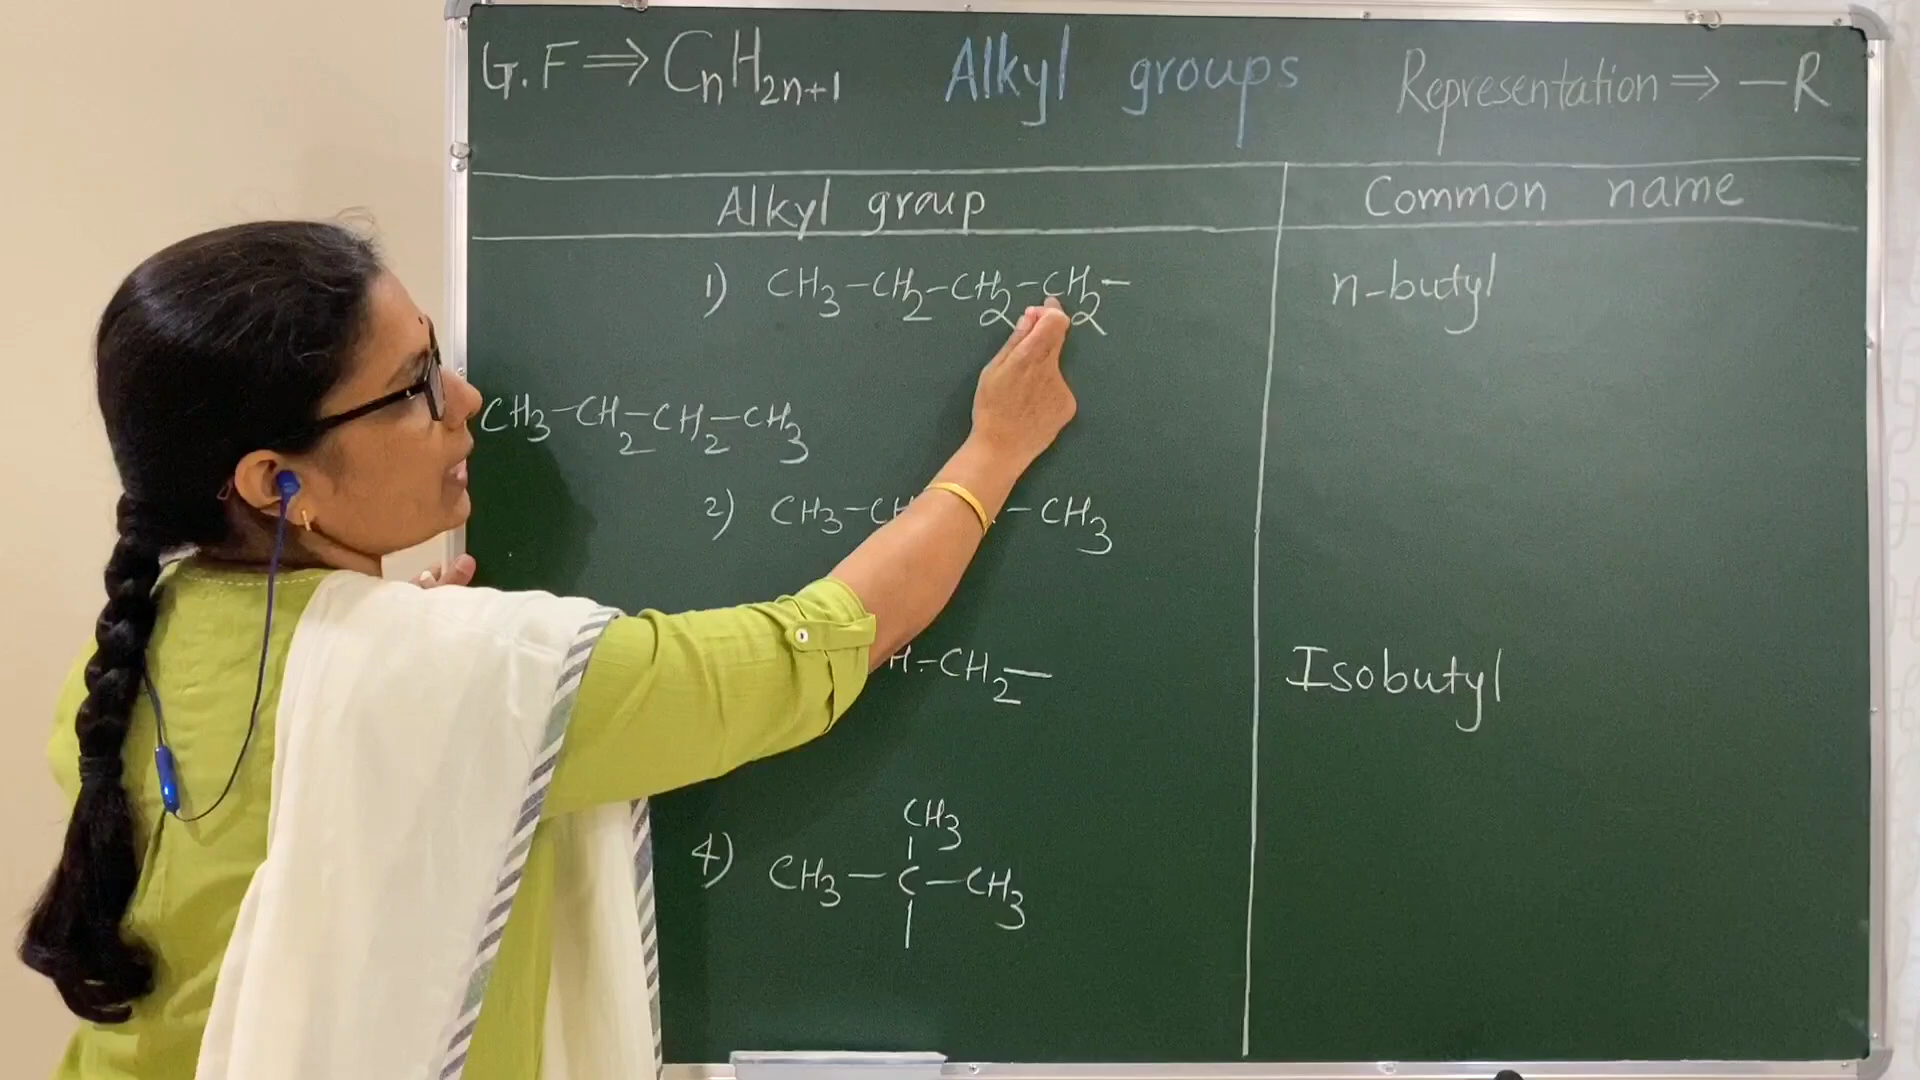 G.F ⇒ CnH2n+1 Alkyl groups Representation ⇒ –R
Alkyl group Common name
1) CH3–CH2–CH2–CH2– n-butyl
CH3–CH2–CH2–CH3
2) CH3– –CH3
–CH2– Isobutyl
CH3
4) CH3–C–CH3